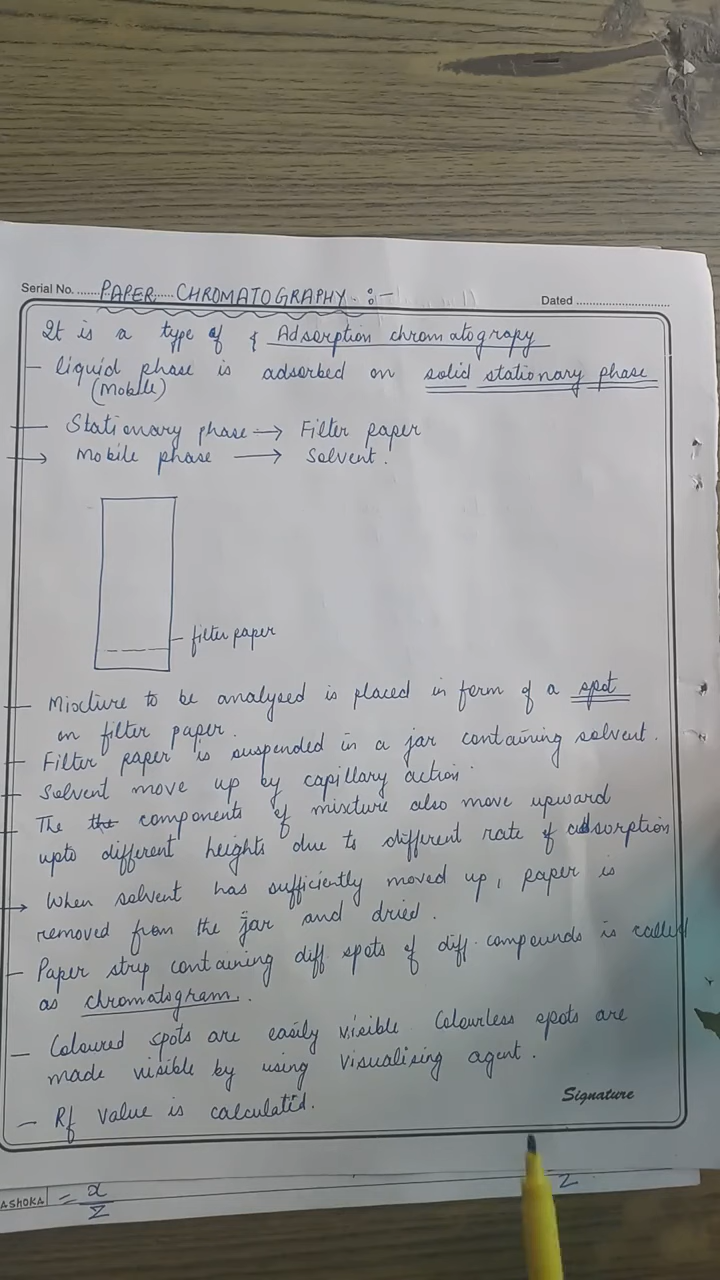 Serial No. ....... PAPER CHROMATOGRAPHY :-
Dated ............................
It is a type of Adsorption chromatograpy
- liquid phase is adsorbed on solid stationary phase
(Mobile)
— Stationary phase → Filter paper
→ Mobile phase → Solvent.
filter paper
— Mixture to be analysed is placed in form of a spot
on filter paper.
— Filter paper is suspended in a jar containing solvent.
— Solvent move up by capillary action.
— The the components of mixture also move upward
upto different heights due to different rate of adsorption
→ When solvent has sufficiently moved up, paper is
removed from the jar and dried.
- Paper strip containing diff spots of diff. compounds is called
as chromatogram.
— Coloured spots are easily visible Colourless spots are
made visible by using visualising agent.
— Rf value is calculated.
Signature
ASHOKA = x/z
z